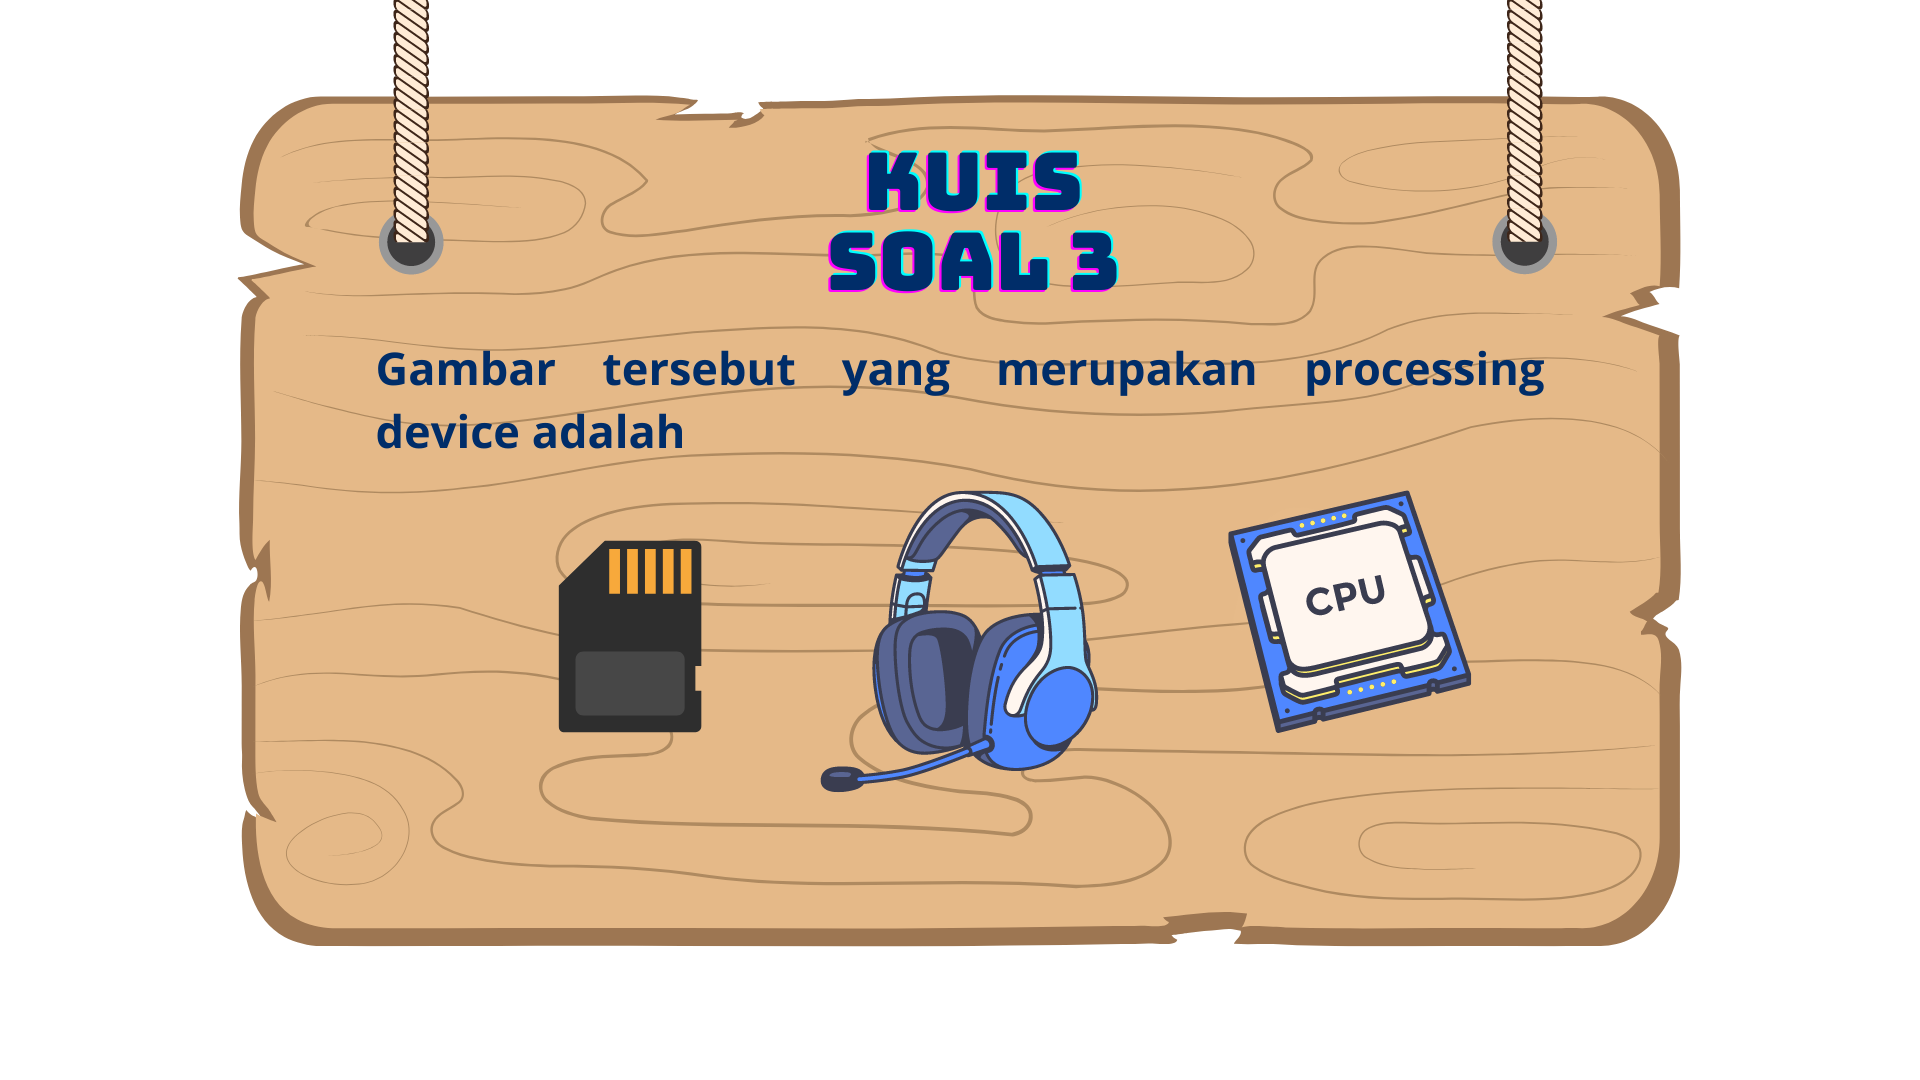 KUIS
SOAL 3
Gambar tersebut yang merupakan processing
device adalah
CPU